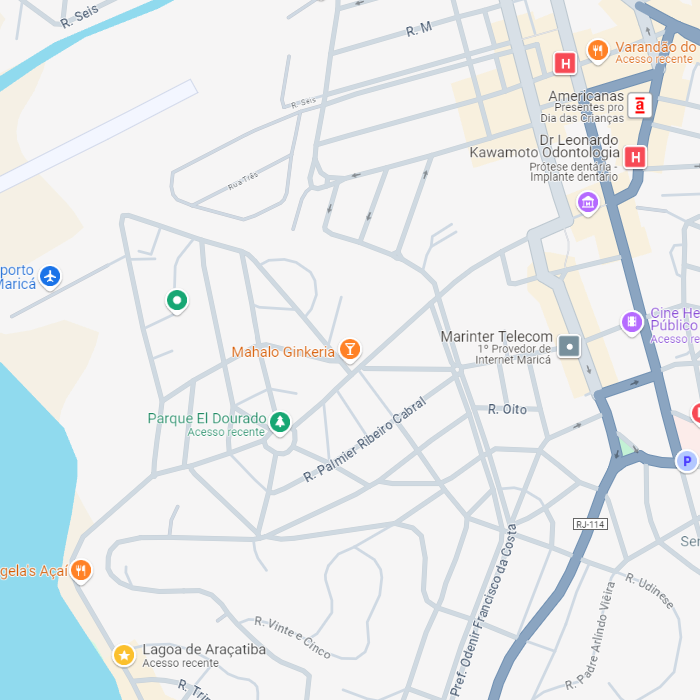 R. Seis
R. M
Varandão do
Acesso recente
H
Americanas
Presentes pro
Dia das Crianças
a
R. Seis
Dr Leonardo
Kawamoto Odontologia
H
Prótese dentária -
Implante dentário
Rua Três
porto
Maricá
Cine He
Público
Acesso re
Marinter Telecom
1º Provedor de
Internet Maricá
Mahalo Ginkeria
R. Oito
Parque El Dourado
Acesso recente
R. Palmier Ribeiro Cabral
P
RJ-114
Sen
gela's Açaí
Pref. Odenir Francisco da Costa
R. Udinese
R. Padre Arlindo Vieira
R. Vinte e Cinco
Lagoa de Araçatiba
Acesso recente
R. Trin